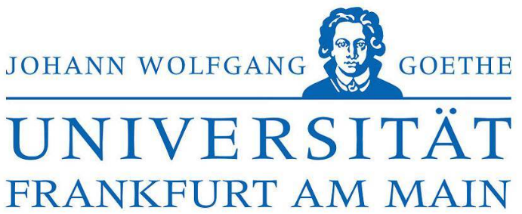 JOHANN WOLFGANG GOETHE
UNIVERSITÄT
FRANKFURT AM MAIN